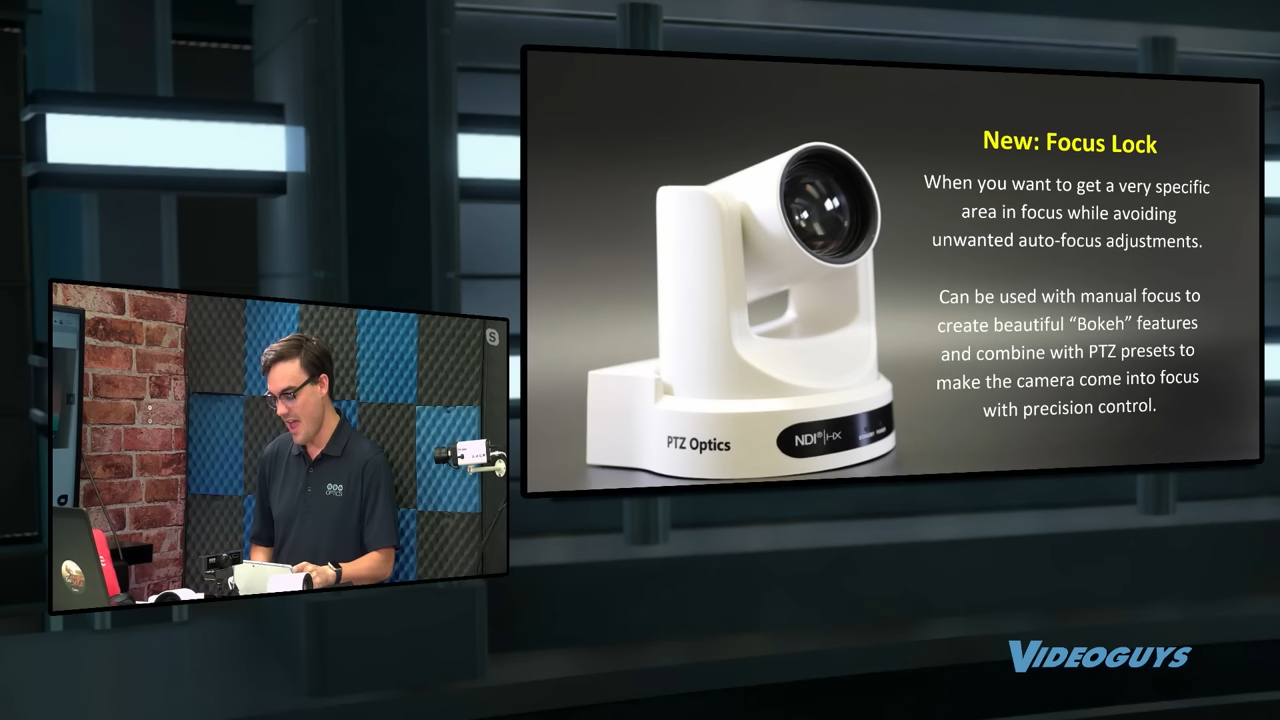 New: Focus Lock
When you want to get a very specific
area in focus while avoiding
unwanted auto-focus adjustments.
Can be used with manual focus to
create beautiful “Bokeh” features
and combine with PTZ presets to
make the camera come into focus
with precision control.
PTZ Optics
NDI®|HX
OPTICS
VIDEOGUYS